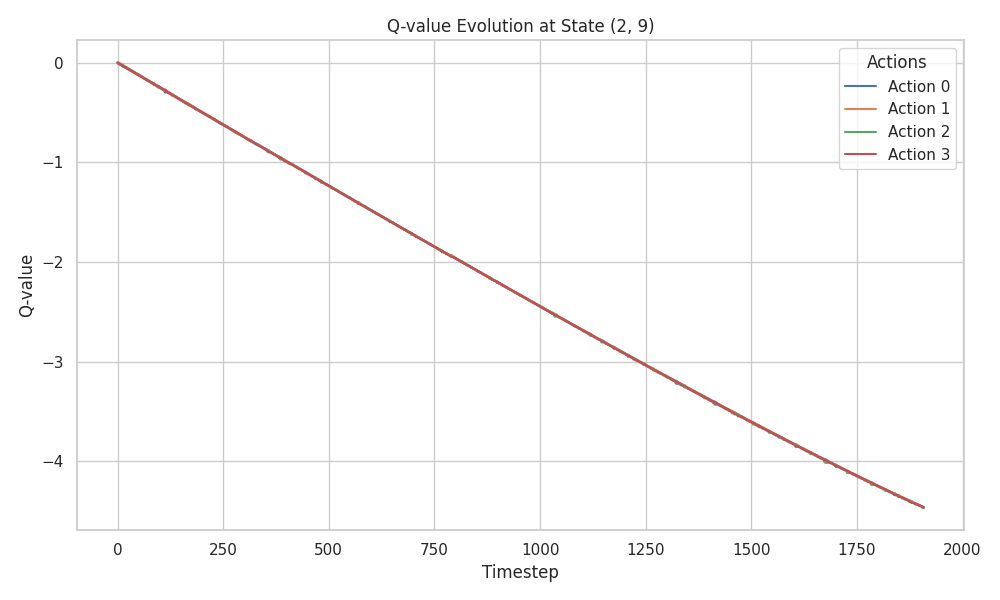 Q-value Evolution at State (2, 9)
Actions
Action 0
Action 1
Action 2
Action 3
Q-value
0
−1
−2
−3
−4
0
250
500
750
1000
1250
1500
1750
2000
Timestep